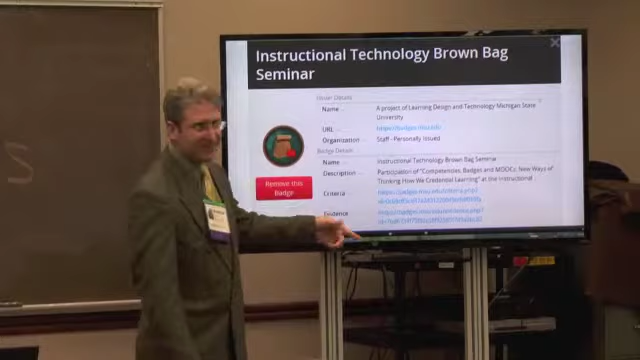 Instructional Technology Brown Bag
Seminar
Issuer Details
Name
A project of Learning Design and Technology Michigan State
University
URL
Organization
Staff - Personally Issued
Badge Details
Name
Instructional Technology Brown Bag Seminar
Description
Participation of "Competencies, Badges and MOOCs: New Ways of
Thinking How We Credential Learning" at the Instructional
Criteria
Evidence
Remove this
Badge
S